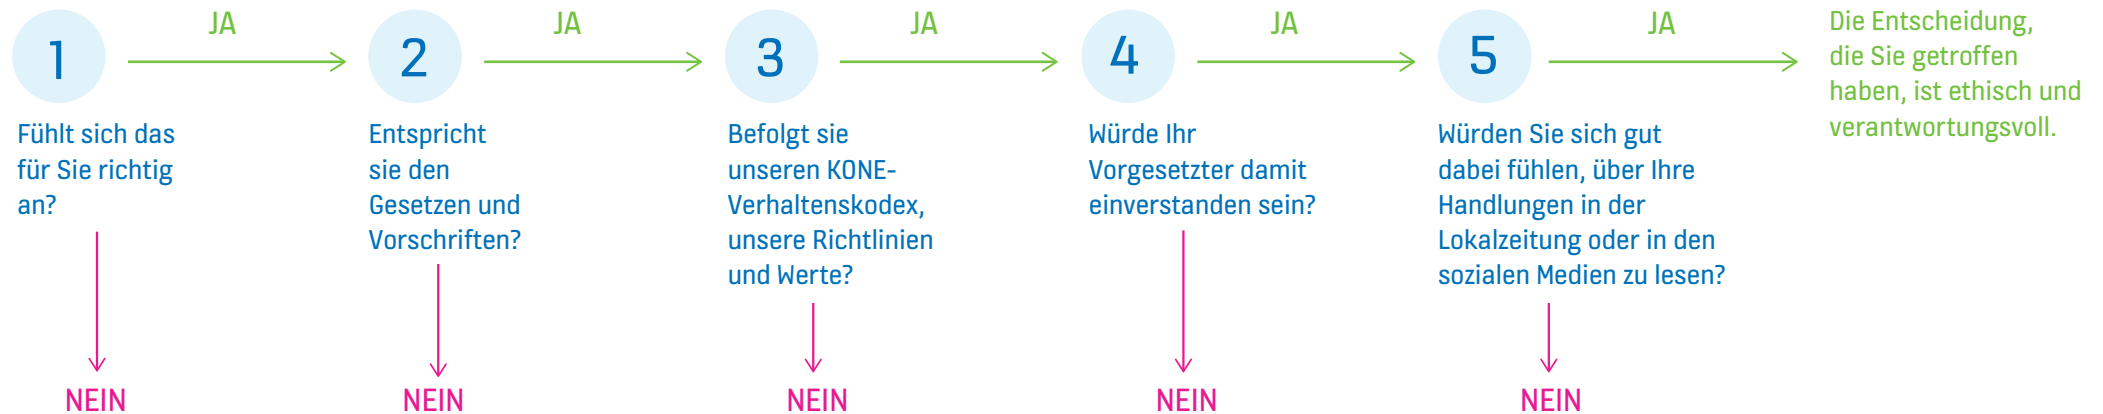 1
JA
2
JA
3
JA
4
JA
5
JA
Die Entscheidung,
die Sie getroffen
haben, ist ethisch und
verantwortungsvoll.
Fühlt sich das
für Sie richtig
an?
Entspricht
sie den
Gesetzen und
Vorschriften?
Befolgt sie
unseren KONE-
Verhaltenskodex,
unsere Richtlinien
und Werte?
Würde Ihr
Vorgesetzter damit
einverstanden sein?
Würden Sie sich gut
dabei fühlen, über Ihre
Handlungen in der
Lokalzeitung oder in den
sozialen Medien zu lesen?
NEIN
NEIN
NEIN
NEIN
NEIN